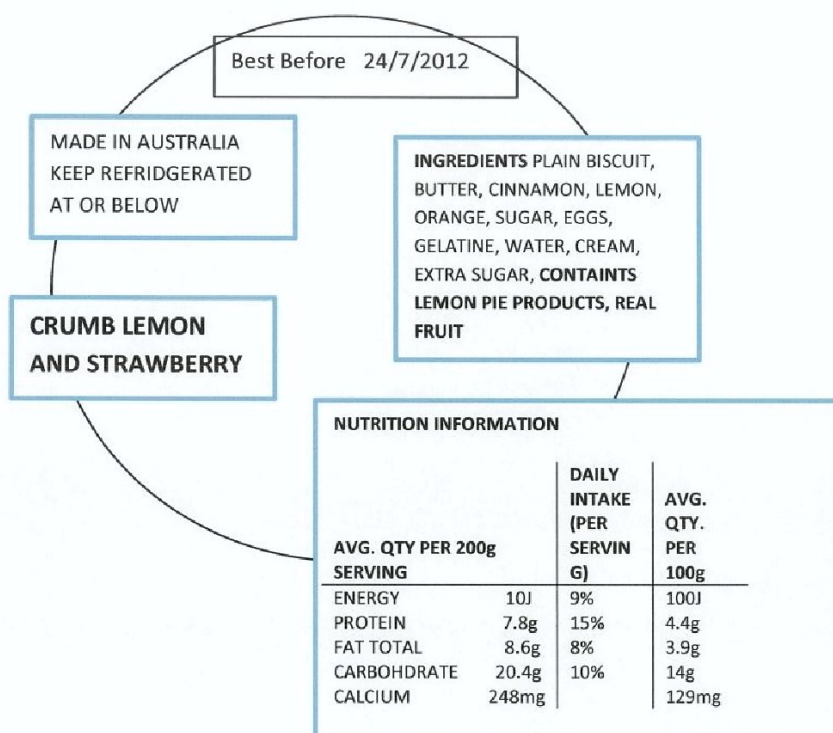 Best Before 24/7/2012
MADE IN AUSTRALIA
KEEP REFRIDGERATED
AT OR BELOW
INGREDIENTS PLAIN BISCUIT,
BUTTER, CINNAMON, LEMON,
ORANGE, SUGAR, EGGS,
GELATINE, WATER, CREAM,
EXTRA SUGAR, CONTAINTS
LEMON PIE PRODUCTS, REAL
FRUIT
CRUMB LEMON
AND STRAWBERRY
NUTRITION INFORMATION
AVG. QTY PER 200g
SERVING
DAILY
INTAKE
(PER
SERVIN
G)
AVG.
QTY.
PER
100g
ENERGY 10J 9% 100J
PROTEIN 7.8g 15% 4.4g
FAT TOTAL 8.6g 8% 3.9g
CARBOHDRATE 20.4g 10% 14g
CALCIUM 248mg 129mg